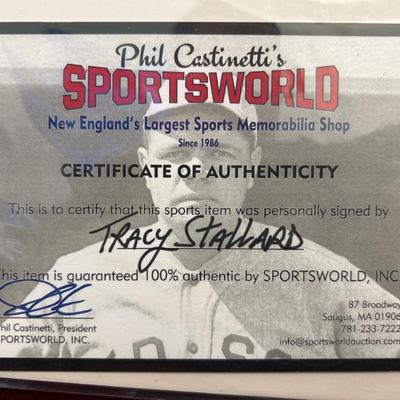 Phil Castinetti's
SPORTSWORLD
New England's Largest Sports Memorabilia Shop
Since 1986
CERTIFICATE OF AUTHENTICITY
This is to certify that this sports item was personally signed by
TRACY STALLARD
This item is guaranteed 100% authentic by SPORTSWORLD, INC.
Phil Castinetti, President
SPORTSWORLD, INC.
87 Broadway
Saugus, MA 01906
781-233-7222
info@sportsworldauction.com